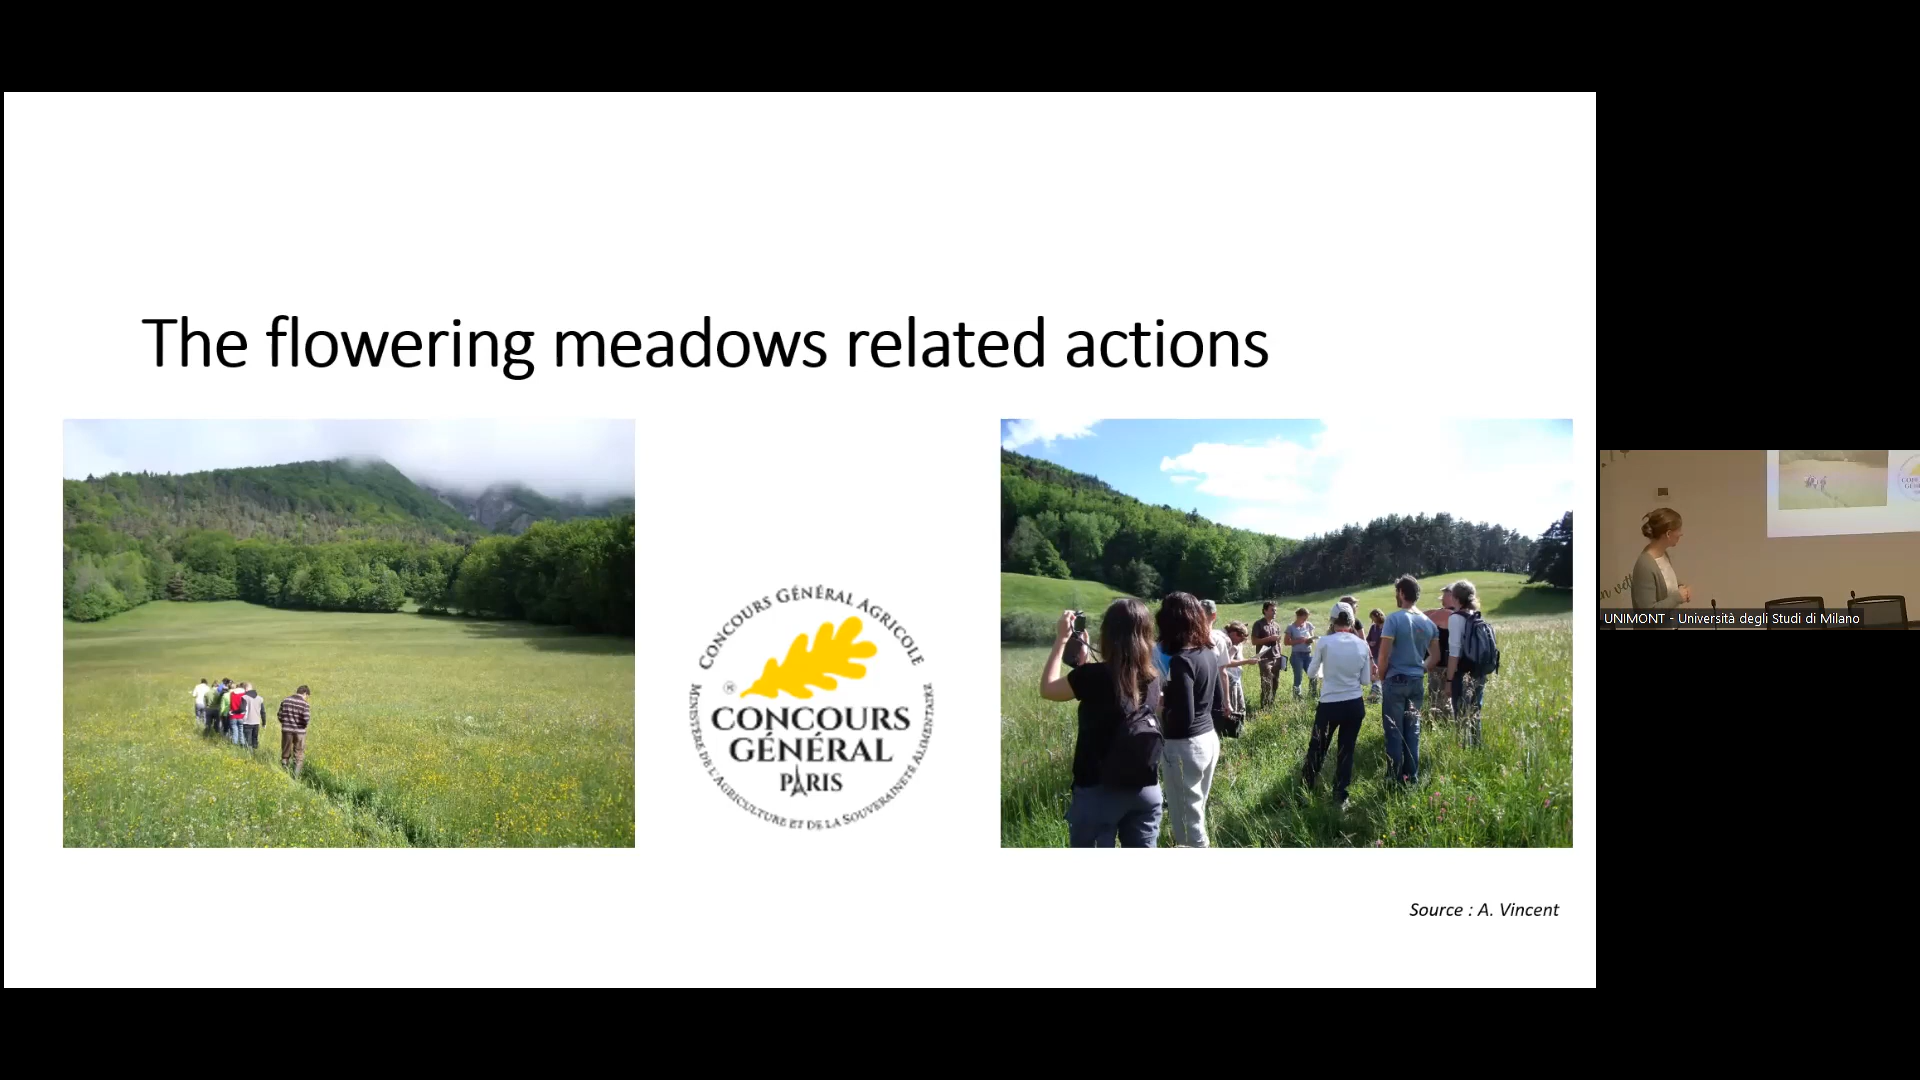 The flowering meadows related actions
CONCOURS GÉNÉRAL AGRICOLE
®
CONCOURS
GÉNÉRAL
PARIS
MINISTÈRE DE L'AGRICULTURE ET DE LA SOUVERAINETÉ ALIMENTAIRE
Source : A. Vincent
UNIMONT - Università degli Studi di Milano